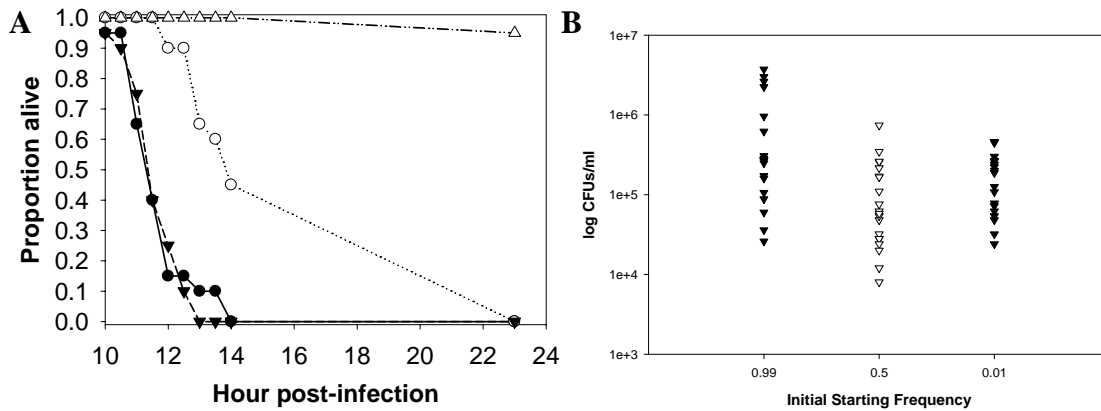 A
Proportion alive
1.0
0.9
0.8
0.7
0.6
0.5
0.4
0.3
0.2
0.1
0.0
10 12 14 16 18 20 22 24
Hour post-infection
B
log CFUs/ml
1e+7
1e+6
1e+5
1e+4
1e+3
0.99 0.5 0.01
Initial Starting Frequency